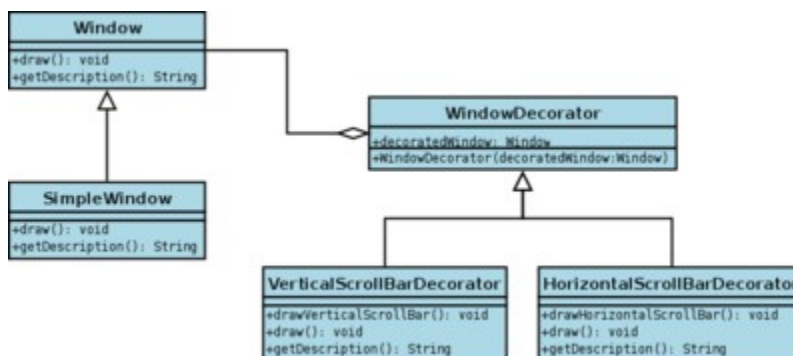 Window
+draw(): void
+getDescription(): String
WindowDecorator
+decoratedWindow: Window
+WindowDecorator(decoratedWindow:Window)
SimpleWindow
+draw(): void
+getDescription(): String
VerticalScrollBarDecorator
+drawVerticalScrollBar(): void
+draw(): void
+getDescription(): String
HorizontalScrollBarDecorator
+drawHorizontalScrollBar(): void
+draw(): void
+getDescription(): String